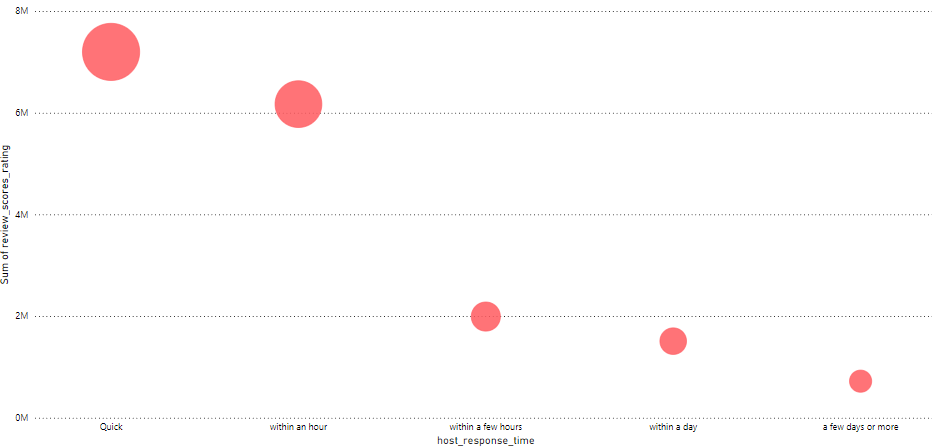 8M
6M
4M
2M
0M
Sum of review_scores_rating
Quick
within an hour
within a few hours
within a day
a few days or more
host_response_time